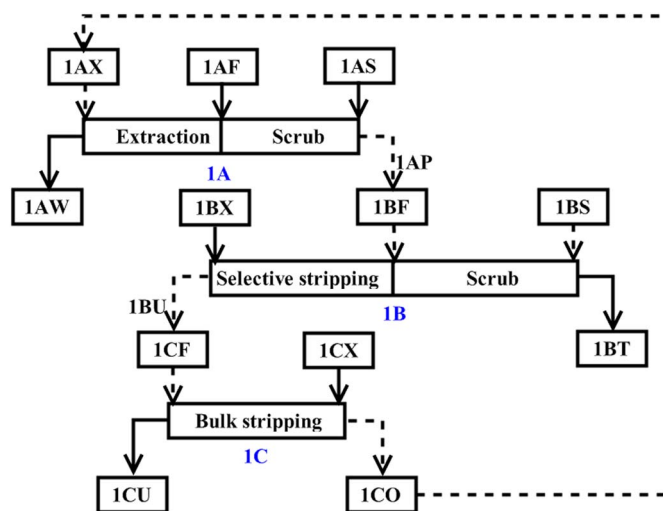 1AX 1AF 1AS
Extraction Scrub
1A
1AP
1AW
1BX 1BF 1BS
Selective stripping Scrub
1B
1BU
1CF 1CX 1BT
Bulk stripping
1C
1CU 1CO